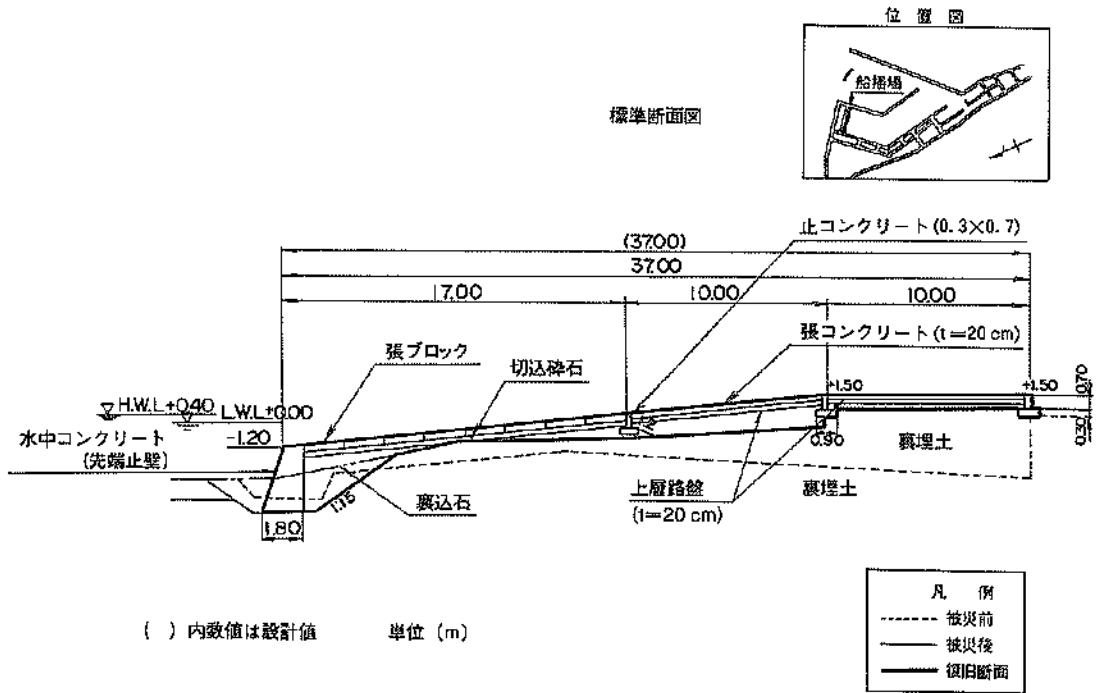 位置図
船揚場
標準断面図
止コンクリート(0.3×0.7)
(37.00)
37.00
17.00
10.00
10.00
張ブロック
切込砕石
張コンクリート(t=20cm)
+1.50
+1.50
0.70
H.W.L+0.40
L.W.L+0.00
水中コンクリート
(先端止壁)
-1.20
0.90
0.30
裏埋土
上層路盤
(t=20cm)
裏埋土
裏込石
1.80
( )内数値は設計値 単位(m)
凡例
被災前
被災後
復旧断面